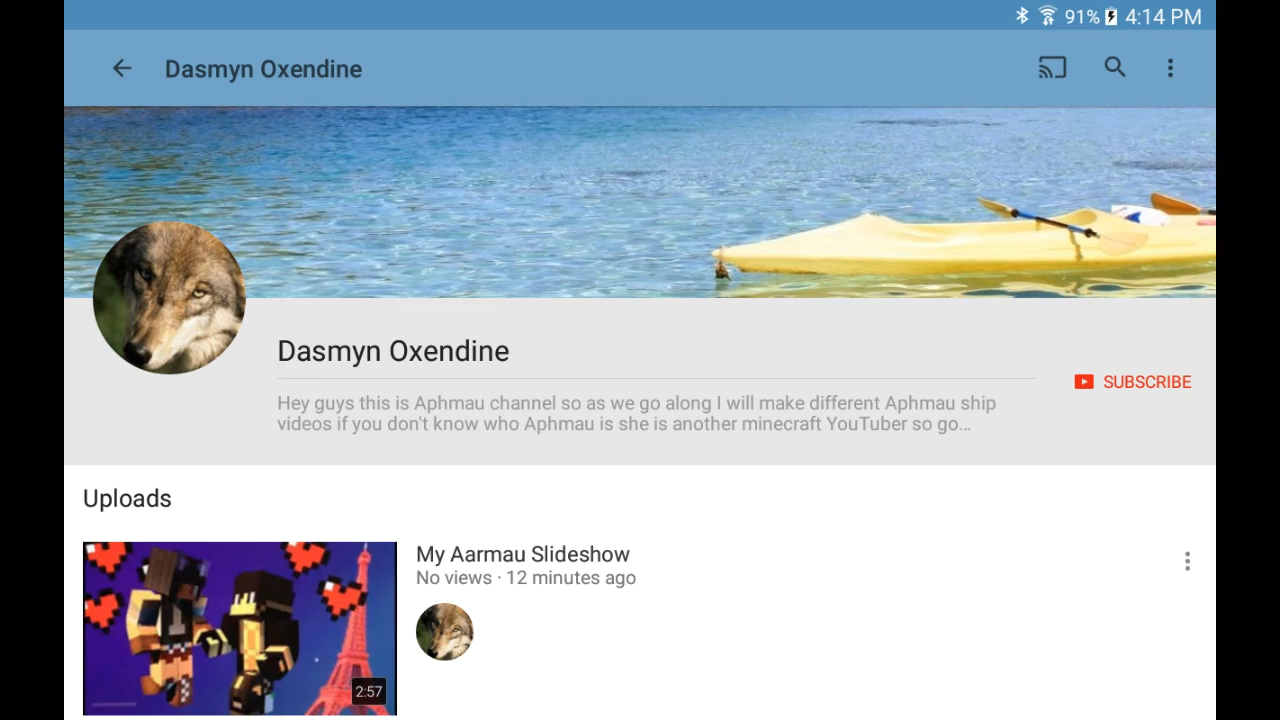 91% 4:14 PM
Dasmyn Oxendine
Dasmyn Oxendine
SUBSCRIBE
Hey guys this is Aphmau channel so as we go along I will make different Aphmau ship
videos if you don't know who Aphmau is she is another minecraft YouTuber so go...
Uploads
My Aarmau Slideshow
No views · 12 minutes ago
2:57